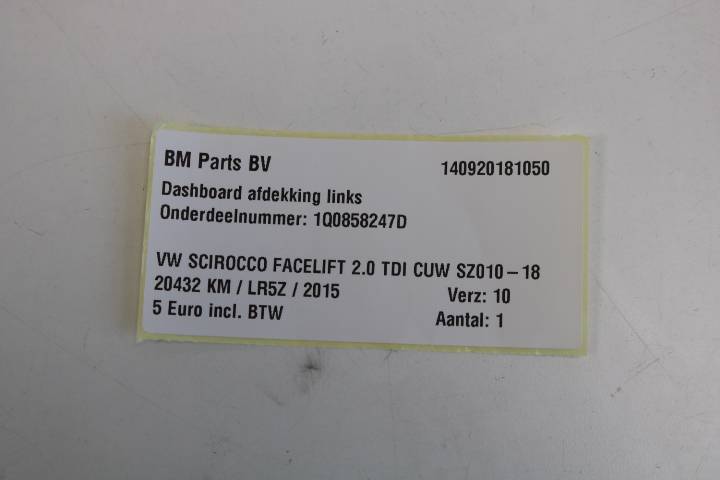 BM Parts BV 140920181050
Dashboard afdekking links
Onderdeelnummer: 1Q0858247D
VW SCIROCCO FACELIFT 2.0 TDI CUW SZ010-18
20432 KM / LR5Z / 2015 Verz: 10
5 Euro incl. BTW Aantal: 1